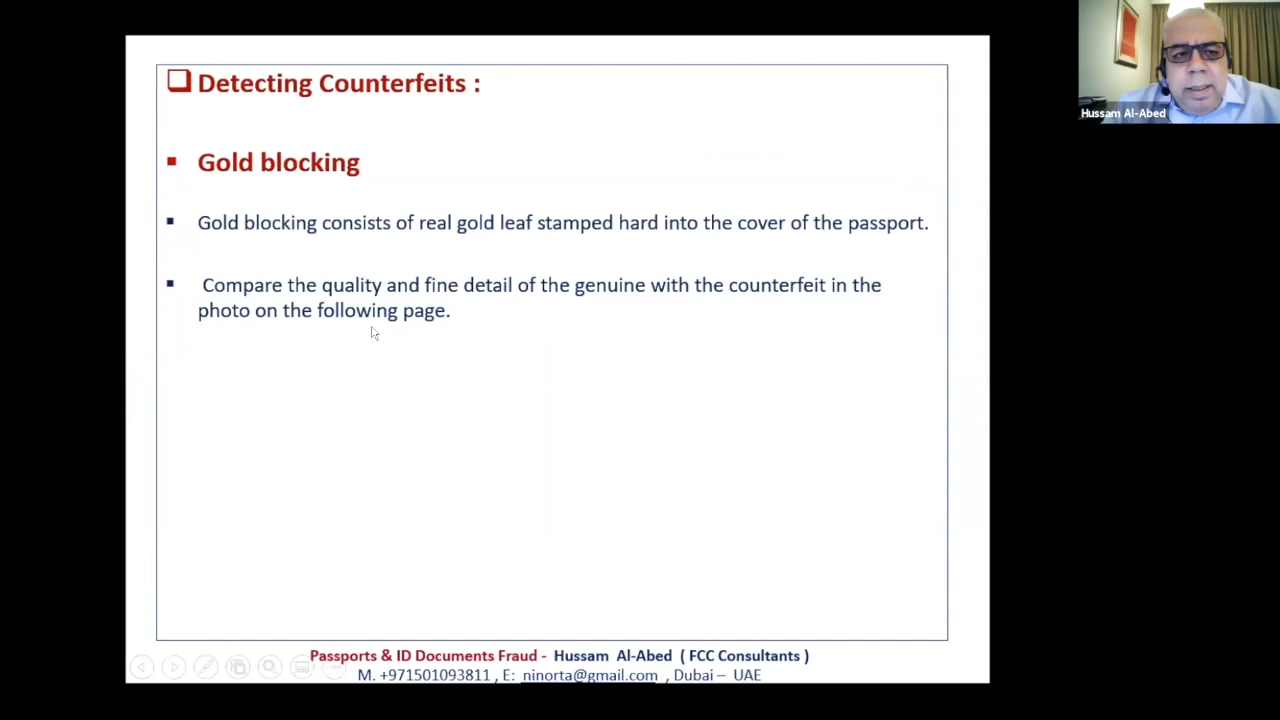 Detecting Counterfeits :
Hussam Al-Abed
Gold blocking
Gold blocking consists of real gold leaf stamped hard into the cover of the passport.
Compare the quality and fine detail of the genuine with the counterfeit in the
photo on the following page.
Passports & ID Documents Fraud - Hussam Al-Abed ( FCC Consultants )
M. +971501093811 , E: ninorta@gmail.com , Dubai – UAE